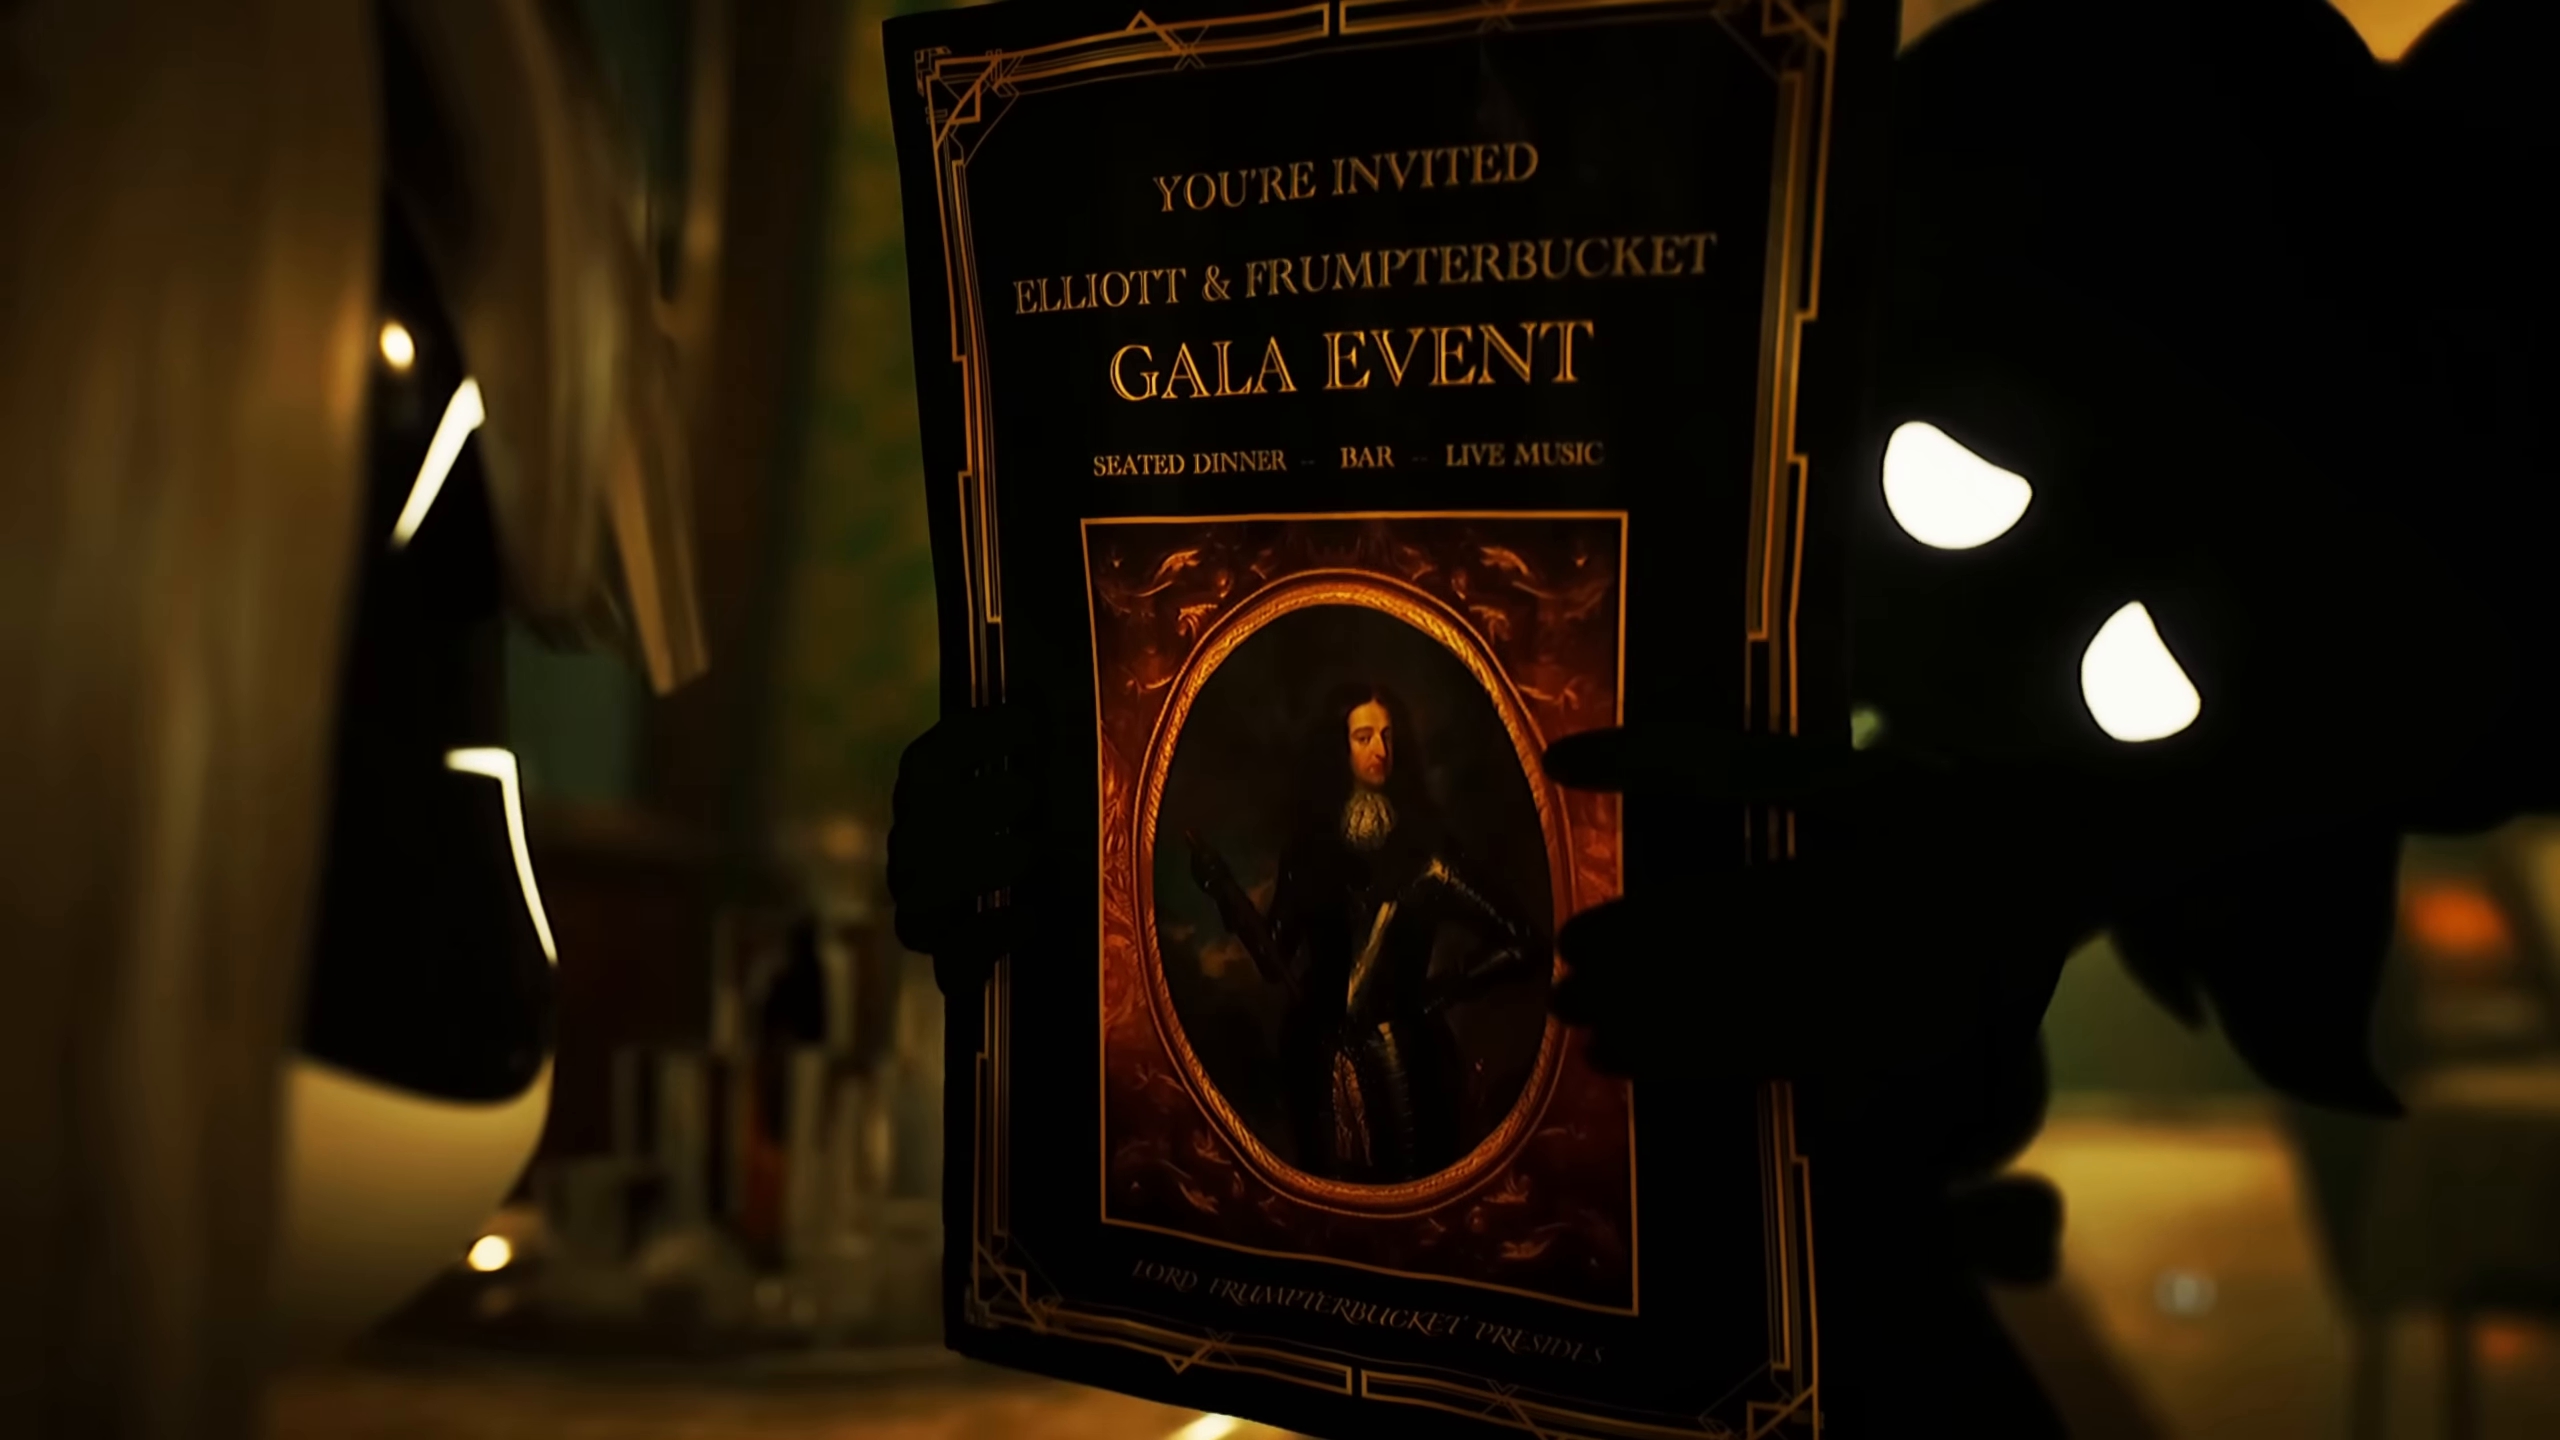 YOU'RE INVITED
ELLIOTT & FRUMPTERBUCKET
GALA EVENT
SEATED DINNER -- BAR -- LIVE MUSIC
LORD FRUMPTERBUCKET PRESIDES